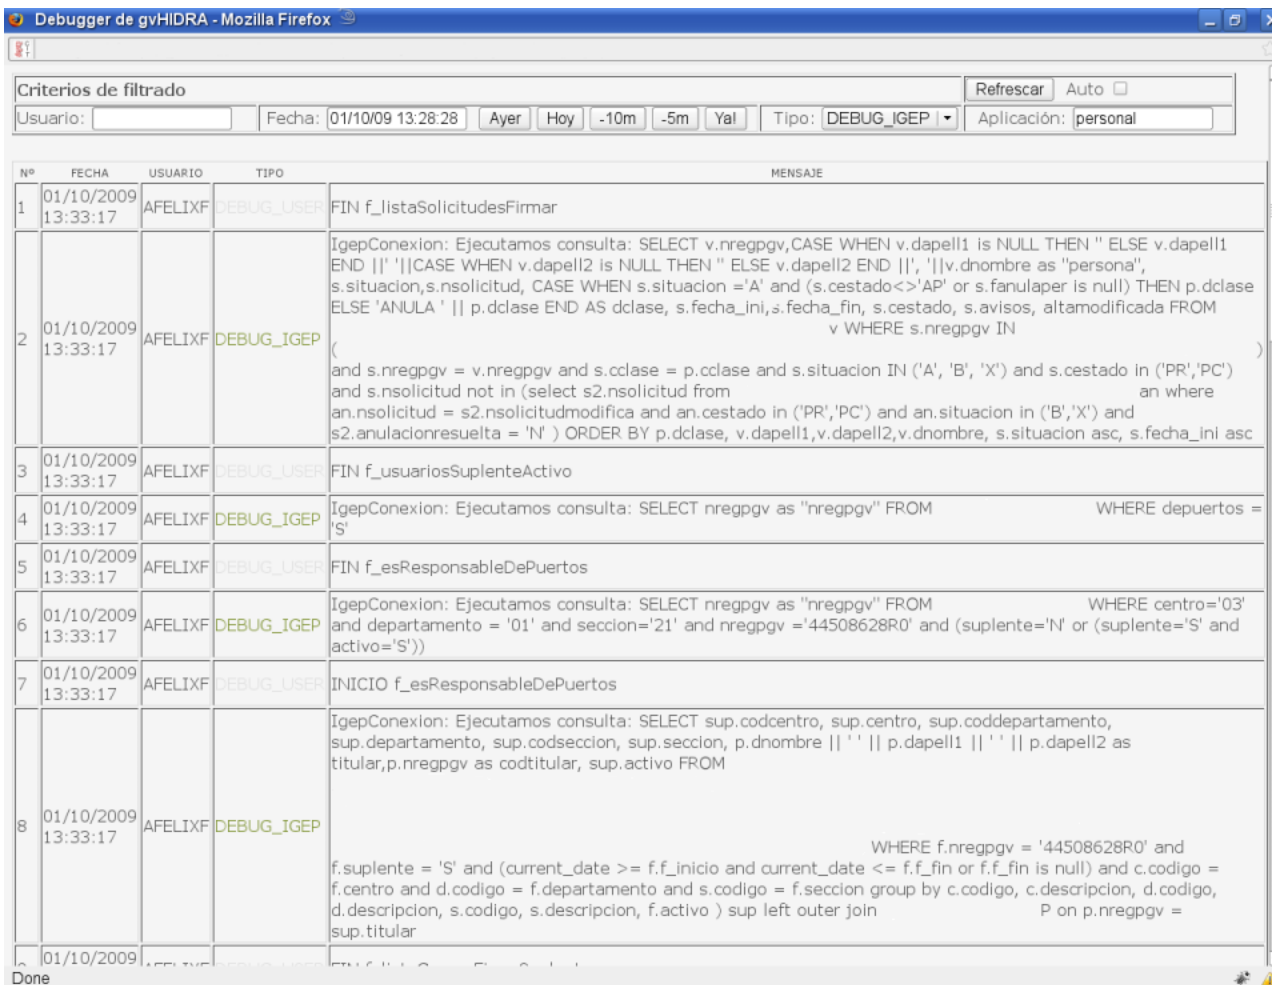 Debugger de gvHIDRA - Mozilla Firefox
Criterios de filtrado Refrescar Auto
Usuario: Fecha: 01/10/09 13:28:28 Ayer Hoy -10m -5m Ya! Tipo: DEBUG_IGEP Aplicación: personal
Nº FECHA USUARIO TIPO MENSAJE
1 01/10/2009 13:33:17 AFELIXF DEBUG_USER FIN f_listaSolicitudesFirmar
2 01/10/2009 13:33:17 AFELIXF DEBUG_IGEP IgepConexion: Ejecutamos consulta: SELECT v.nregpgv,CASE WHEN v.dapell1 is NULL THEN '' ELSE v.dapell1
END ||' '||CASE WHEN v.dapell2 is NULL THEN '' ELSE v.dapell2 END ||', '||v.dnombre as "persona",
s.situacion,s.nsolicitud, CASE WHEN s.situacion ='A' and (s.cestado<>'AP' or s.fanulaper is null) THEN p.dclase
ELSE 'ANULA ' || p.dclase END AS dclase, s.fecha_ini,s.fecha_fin, s.cestado, s.avisos, altamodificada FROM
v WHERE s.nregpgv IN
( )
and s.nregpgv = v.nregpgv and s.cclase = p.cclase and s.situacion IN ('A', 'B', 'X') and s.cestado in ('PR','PC')
and s.nsolicitud not in (select s2.nsolicitud from an where
an.nsolicitud = s2.nsolicitudmodifica and an.cestado in ('PR','PC') and an.situacion in ('B','X') and
s2.anulacionresuelta = 'N' ) ORDER BY p.dclase, v.dapell1,v.dapell2,v.dnombre, s.situacion asc, s.fecha_ini asc
3 01/10/2009 13:33:17 AFELIXF DEBUG_USER FIN f_usuariosSuplenteActivo
4 01/10/2009 13:33:17 AFELIXF DEBUG_IGEP IgepConexion: Ejecutamos consulta: SELECT nregpgv as "nregpgv" FROM WHERE depuertos =
'S'
5 01/10/2009 13:33:17 AFELIXF DEBUG_USER FIN f_esResponsableDePuertos
6 01/10/2009 13:33:17 AFELIXF DEBUG_IGEP IgepConexion: Ejecutamos consulta: SELECT nregpgv as "nregpgv" FROM WHERE centro='03'
and departamento = '01' and seccion='21' and nregpgv ='44508628R0' and (suplente='N' or (suplente='S' and
activo='S'))
7 01/10/2009 13:33:17 AFELIXF DEBUG_USER INICIO f_esResponsableDePuertos
8 01/10/2009 13:33:17 AFELIXF DEBUG_IGEP IgepConexion: Ejecutamos consulta: SELECT sup.codcentro, sup.centro, sup.coddepartamento,
sup.departamento, sup.codseccion, sup.seccion, p.dnombre || ' ' || p.dapell1 || ' ' || p.dapell2 as
titular,p.nregpgv as codtitular, sup.activo FROM
WHERE f.nregpgv = '44508628R0' and
f.suplente = 'S' and (current_date >= f.f_inicio and current_date <= f.f_fin or f.f_fin is null) and c.codigo =
f.centro and d.codigo = f.departamento and s.codigo = f.seccion group by c.codigo, c.descripcion, d.codigo,
d.descripcion, s.codigo, s.descripcion, f.activo ) sup left outer join P on p.nregpgv =
sup.titular
01/10/2009
Done